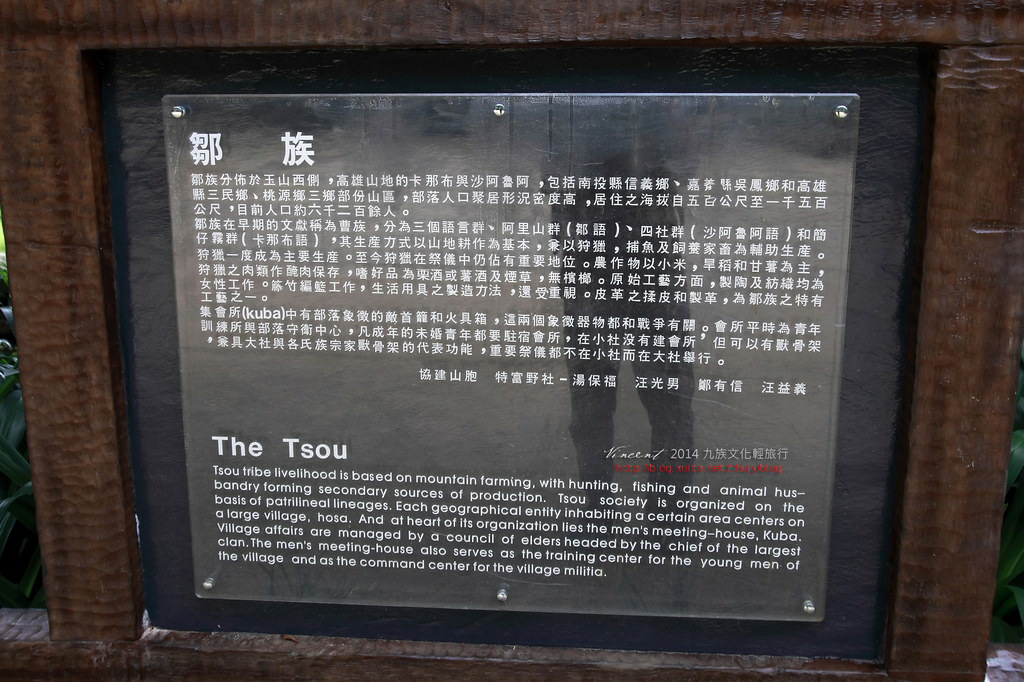 鄒 族
鄒族分佈於玉山西側，高雄山地的卡那布與沙阿魯阿，包括南投縣信義鄉、嘉義縣吳鳳鄉和高雄
縣三民鄉、桃源鄉三鄉部份山區，部落人口聚居形況密度高，居住之海拔自五百公尺至一千五百
公尺，目前人口約六千二百餘人。
鄒族在早期的文獻稱為曹族，分為三個語言群、阿里山群(鄒語)、四社群(沙阿魯阿語)和簡
仔霧群(卡那布語)，其生產方式以山地耕作為基本，兼以狩獵，捕魚及飼養家畜為輔助生產。
狩獵一度成為主要生產。至今狩獵在祭儀中仍佔有重要地位。農作物以小米，旱稻和甘薯為主，
狩獵之肉類作醃肉保存，嗜好品為粟酒或薯酒及煙草，無檳榔。原始工藝方面，製陶及紡織均為
女性工作。筋竹編籃工作，生活用具之製造方法，還受重視。皮革之揉皮和製革，為鄒族之特有
工藝之一。
集會所(kuba)中有部落象徵的敵首籠和火具箱，這兩個象徵器物都和戰爭有關。會所平時為青年
訓練所與部落守衛中心，凡成年的未婚青年都要駐宿會所，在小社沒有建會所，但可以有獸骨架
，兼具大社與各氏族宗家獸骨架的代表功能，重要祭儀都不在小社而在大社舉行。
協建山胞 特富野社－湯保福 汪光男 鄭有信 汪益義
The Tsou
Vincent 2014 九族文化輕旅行
Tsou tribe livelihood is based on mountain farming, with hunting, fishing and animal hus-
bandry forming secondary sources of production. Tsou society is organized on the
basis of patrilineal lineages. Each geographical entity inhabiting a certain area centers on
a large village, hosa. And at heart of its organization lies the men's meeting-house, Kuba.
Village affairs are managed by a council of elders headed by the chief of the largest
clan. The men's meeting-house also serves as the training center for the young men of
the village and as the command center for the village militia.